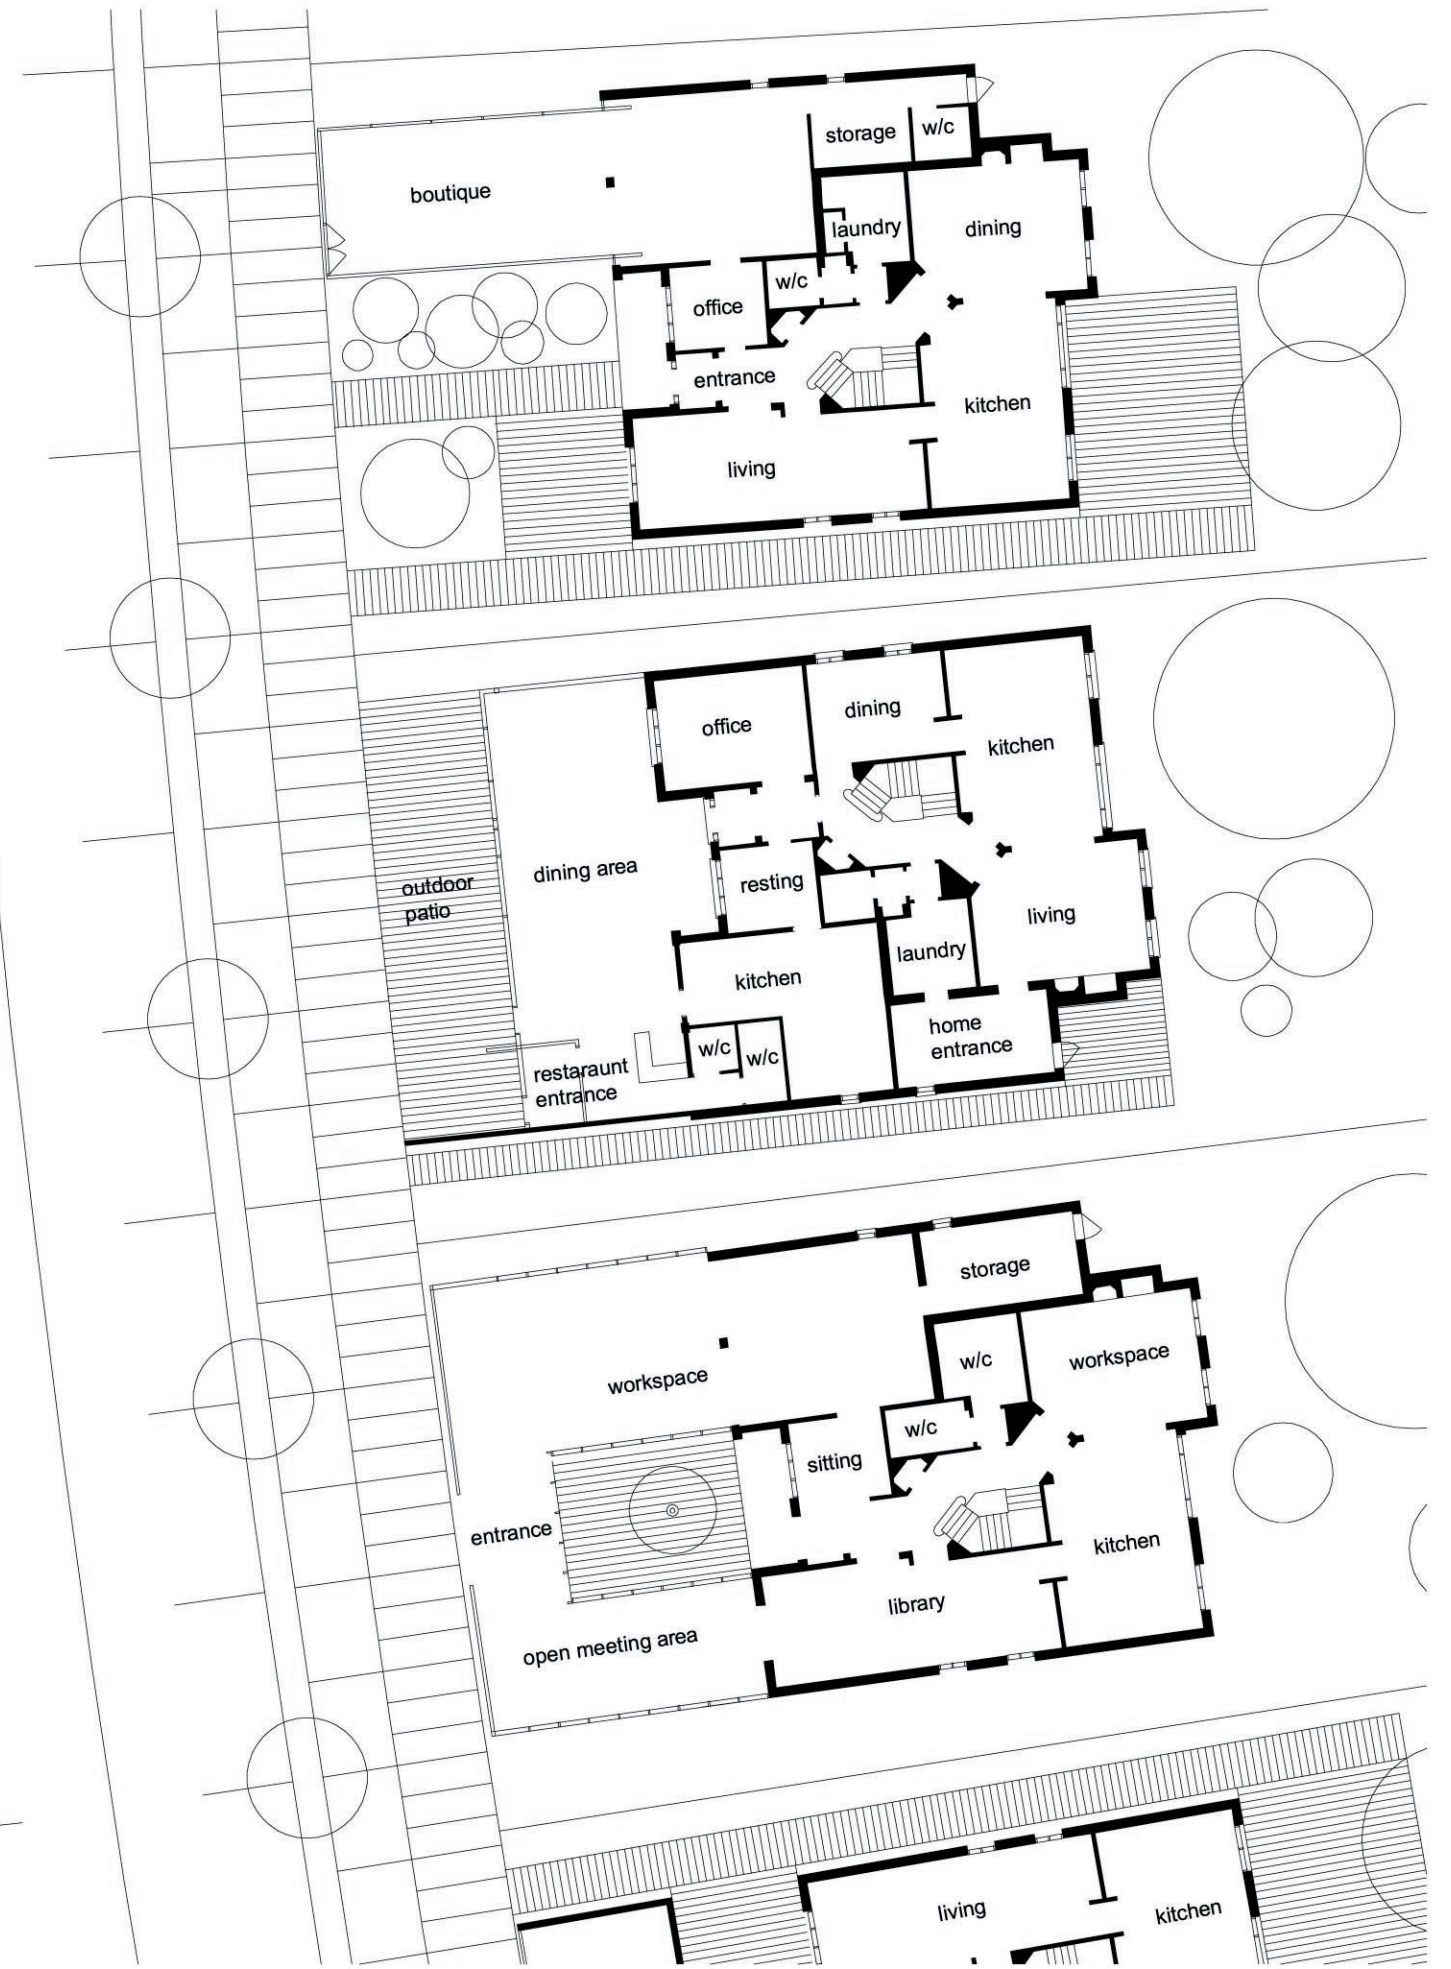 storage
w/c
boutique
laundry
dining
w/c
office
entrance
kitchen
living
dining
office
kitchen
dining area
resting
outdoor
patio
living
laundry
kitchen
home
entrance
w/c
w/c
restaraunt
entrance
storage
workspace
w/c
workspace
w/c
sitting
entrance
kitchen
library
open meeting area
living
kitchen